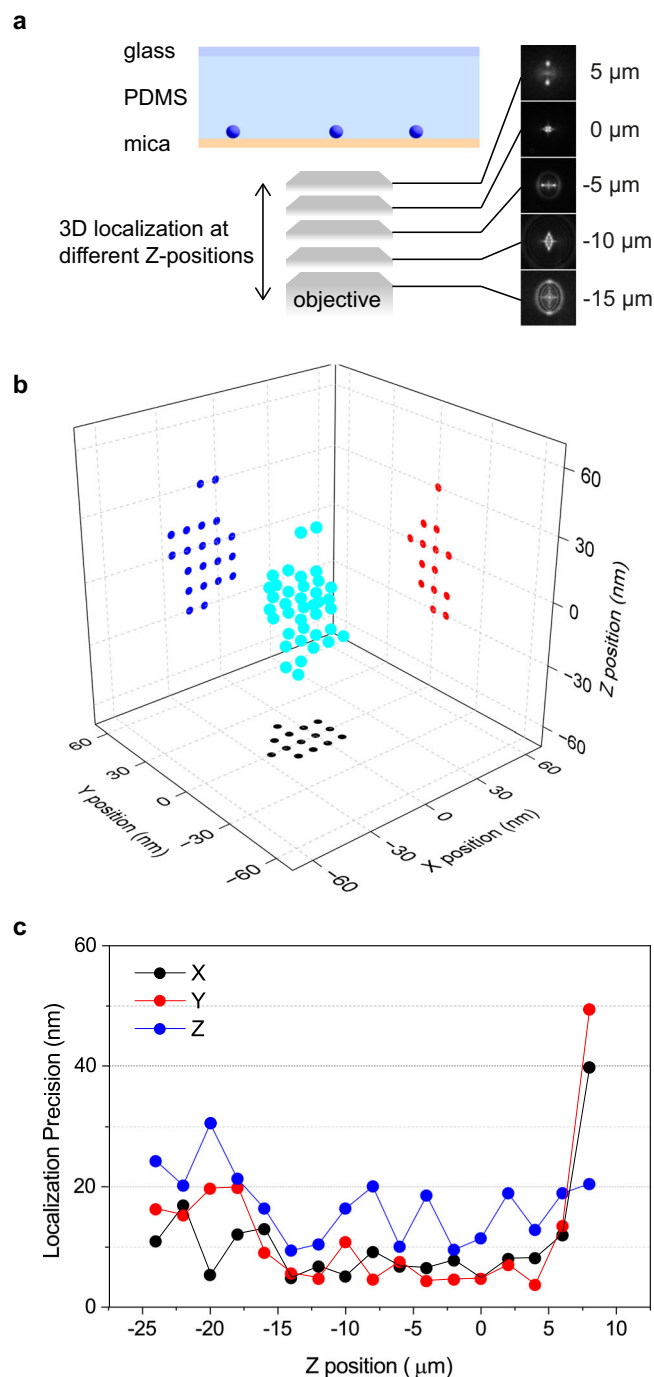 a
glass
PDMS
mica
3D localization at
different Z-positions
objective
5 µm
0 µm
-5 µm
-10 µm
-15 µm
b
60
30
0
-30
-60
Z position (nm)
60
30
0
-30
-60
Y position (nm)
-60
-30
0
30
60
X position (nm)
c
60
40
20
0
Localization Precision (nm)
X
Y
Z
-25 -20 -15 -10 -5 0 5 10
Z position ( µm)